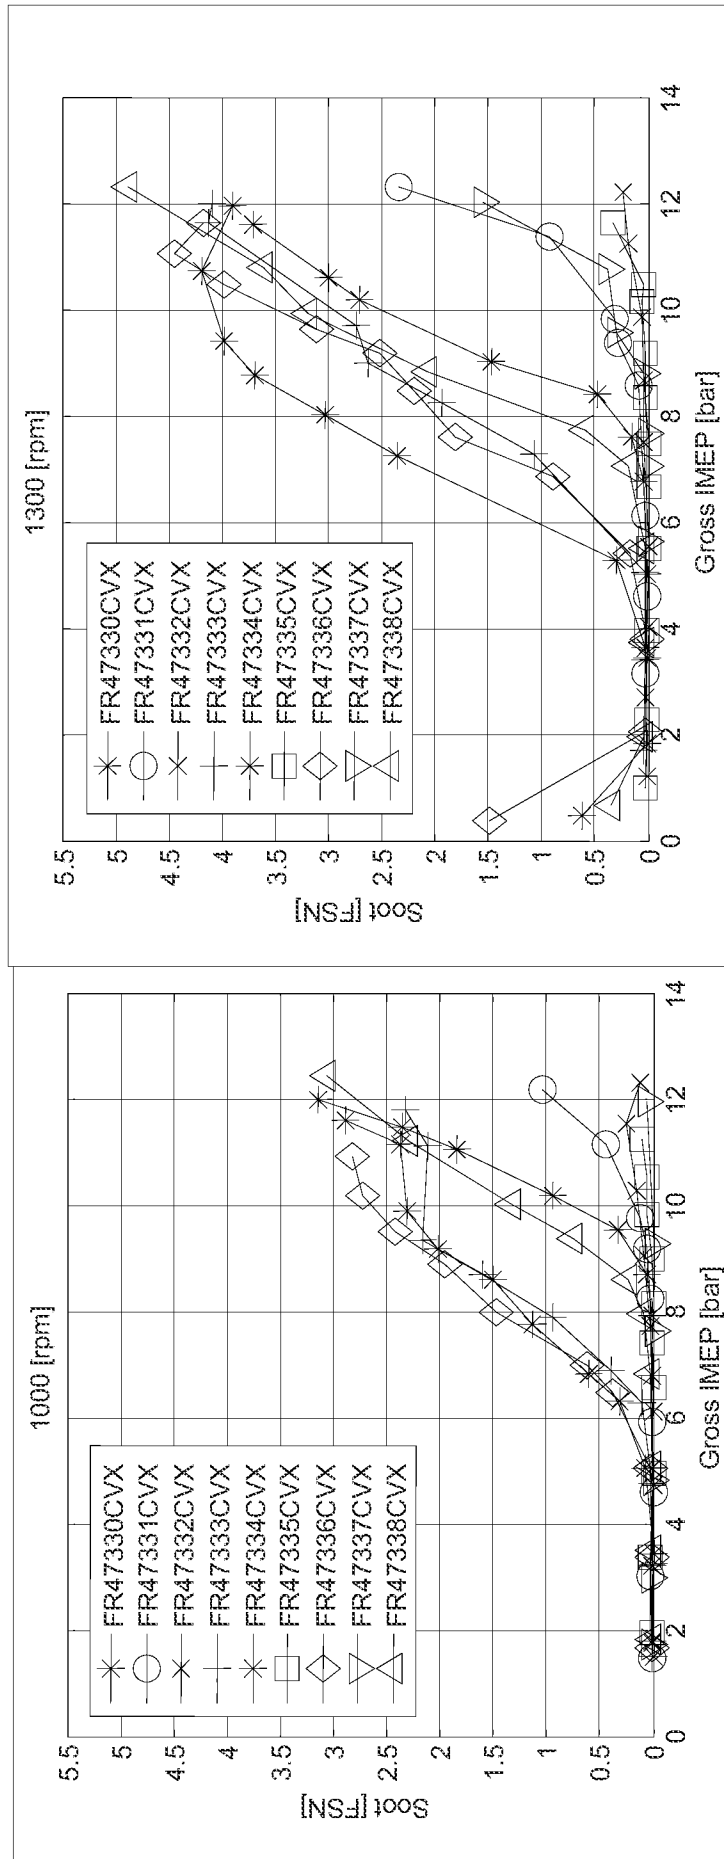 1000 [rpm]
5.5
5
4.5
4
3.5
3
2.5
2
1.5
1
0.5
0
Soot [FSN]
FR47330CVX
FR47331CVX
FR47332CVX
FR47333CVX
FR47334CVX
FR47335CVX
FR47336CVX
FR47337CVX
FR47338CVX
0 2 4 6 8 10 12 14
Gross IMEP [bar]
1300 [rpm]
5.5
5
4.5
4
3.5
3
2.5
2
1.5
1
0.5
0
Soot [FSN]
FR47330CVX
FR47331CVX
FR47332CVX
FR47333CVX
FR47334CVX
FR47335CVX
FR47336CVX
FR47337CVX
FR47338CVX
0 2 4 6 8 10 12 14
Gross IMEP [bar]